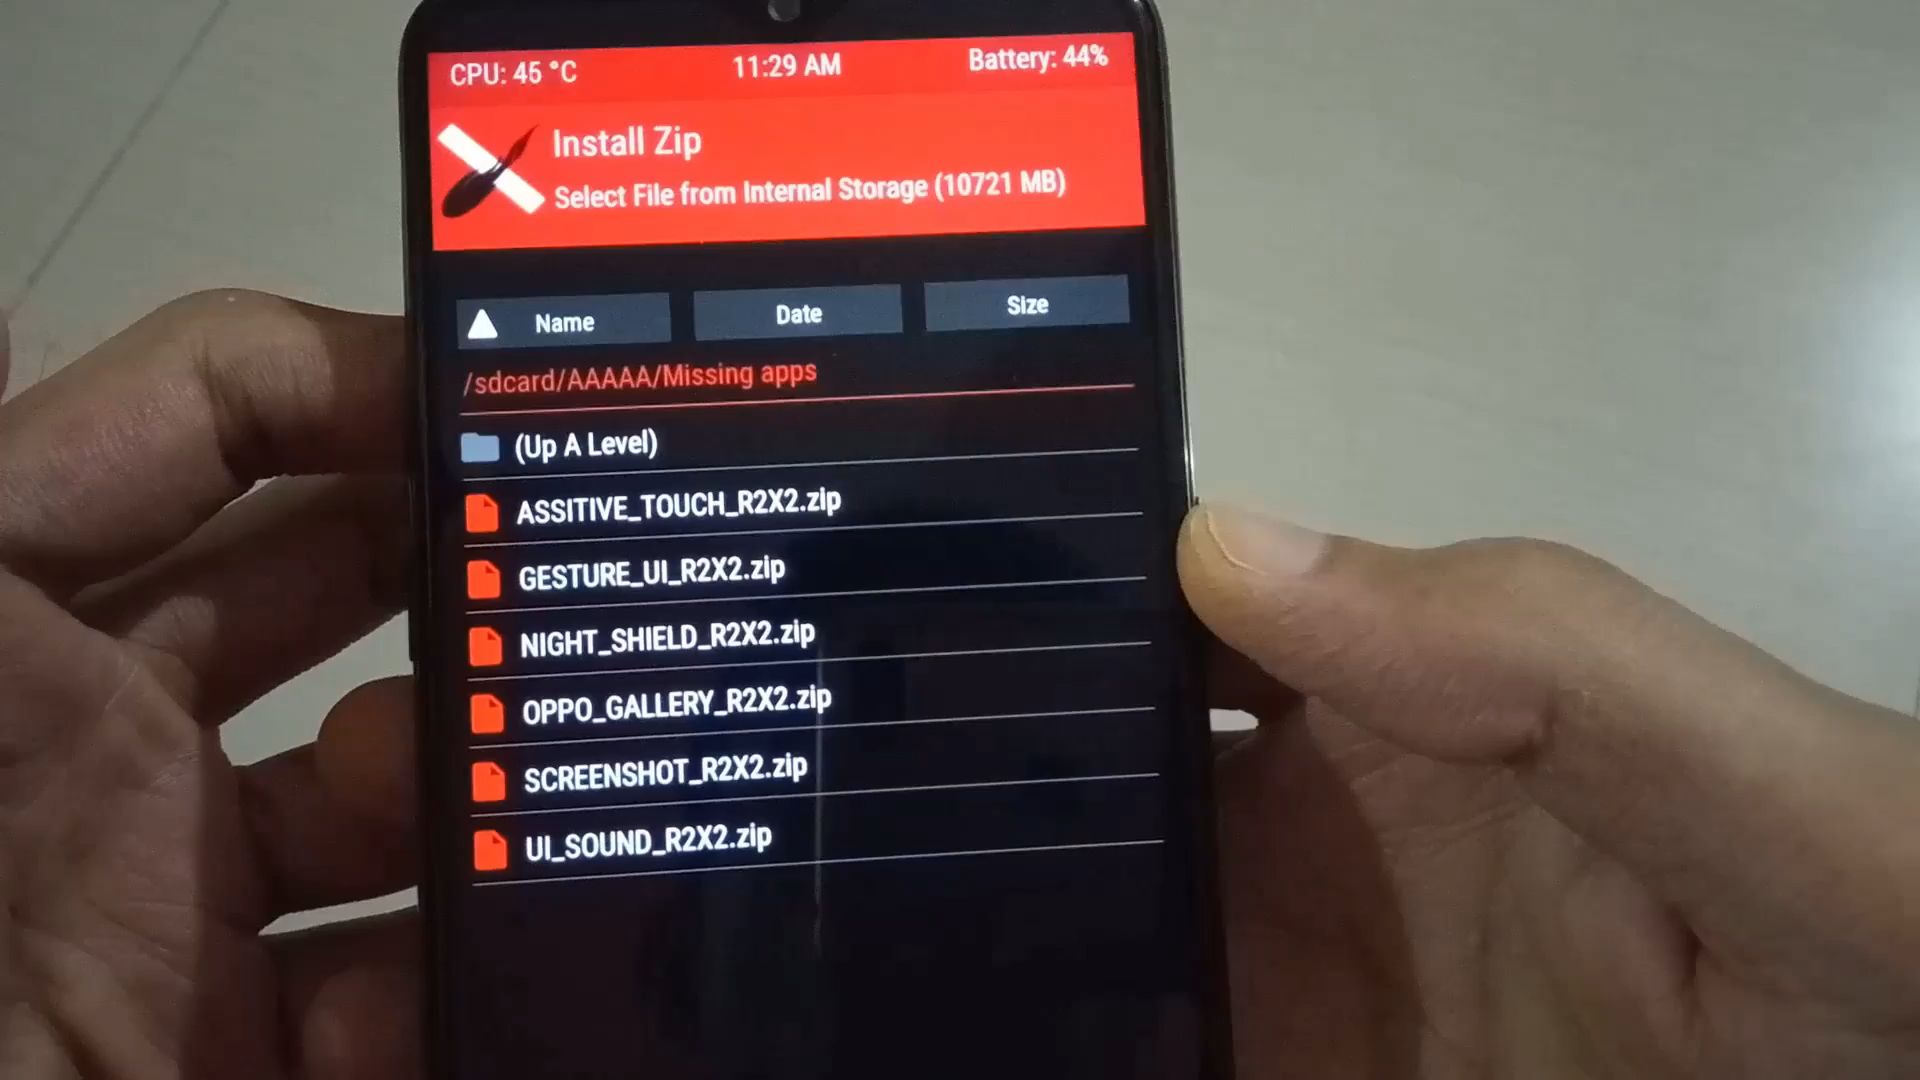 CPU: 45 °C 11:29 AM Battery: 44%
Install Zip
Select File from Internal Storage (10721 MB)
Name Date Size
/sdcard/AAAAA/Missing apps
(Up A Level)
ASSITIVE_TOUCH_R2X2.zip
GESTURE_UI_R2X2.zip
NIGHT_SHIELD_R2X2.zip
OPPO_GALLERY_R2X2.zip
SCREENSHOT_R2X2.zip
UI_SOUND_R2X2.zip